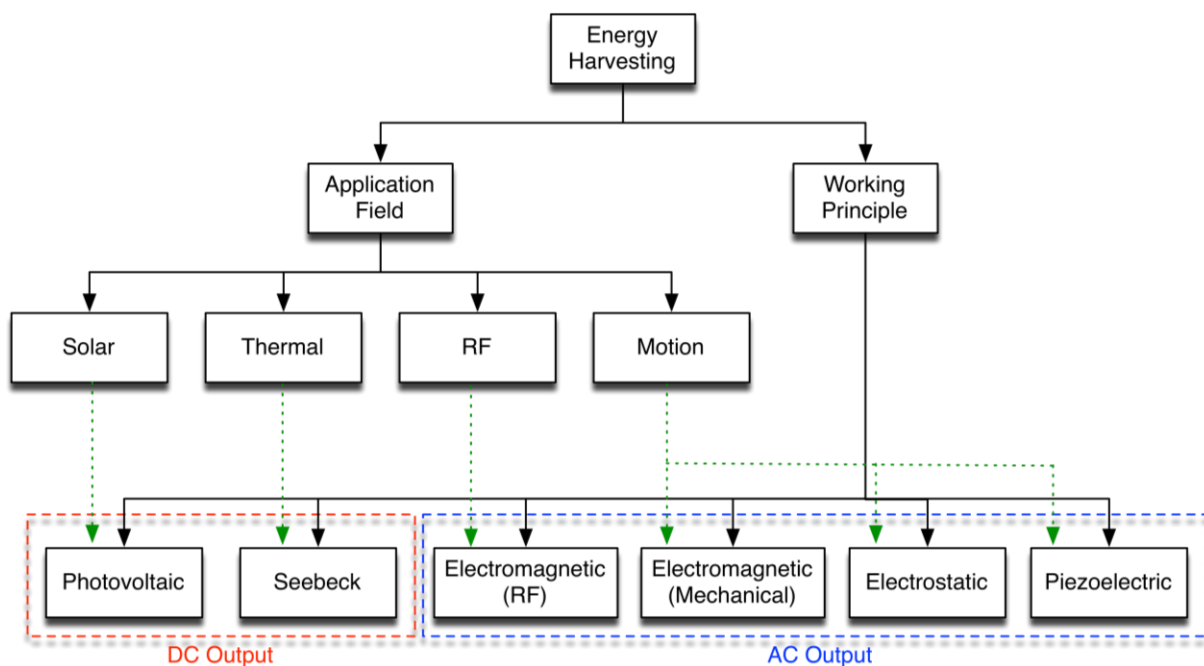 Energy
Harvesting
Application
Field
Working
Principle
Solar
Thermal
RF
Motion
Photovoltaic
Seebeck
Electromagnetic
(RF)
Electromagnetic
(Mechanical)
Electrostatic
Piezoelectric
DC Output
AC Output